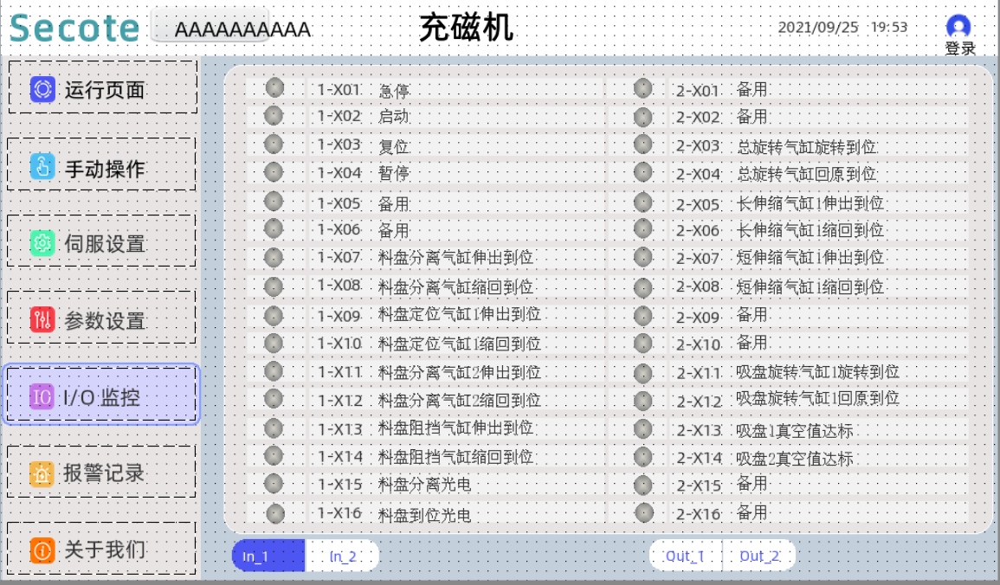 Secote
AAAAAAAAAA
充磁机
2021/09/25 19:53
登录
运行页面
手动操作
伺服设置
参数设置
IO I/O 监控
报警记录
关于我们
1-X01 急停
1-X02 启动
1-X03 复位
1-X04 暂停
1-X05 备用
1-X06 备用
1-X07 料盘分离气缸伸出到位
1-X08 料盘分离气缸缩回到位
1-X09 料盘定位气缸1伸出到位
1-X10 料盘定位气缸1缩回到位
1-X11 料盘分离气缸2伸出到位
1-X12 料盘分离气缸2缩回到位
1-X13 料盘阻挡气缸伸出到位
1-X14 料盘阻挡气缸缩回到位
1-X15 料盘分离光电
1-X16 料盘到位光电
2-X01 备用
2-X02 备用
2-X03 总旋转气缸旋转到位
2-X04 总旋转气缸回原到位
2-X05 长伸缩气缸1伸出到位
2-X06 长伸缩气缸1缩回到位
2-X07 短伸缩气缸1伸出到位
2-X08 短伸缩气缸1缩回到位
2-X09 备用
2-X10 备用
2-X11 吸盘旋转气缸1旋转到位
2-X12 吸盘旋转气缸1回原到位
2-X13 吸盘1真空值达标
2-X14 吸盘2真空值达标
2-X15 备用
2-X16 备用
In_1
In_2
Out_1
Out_2